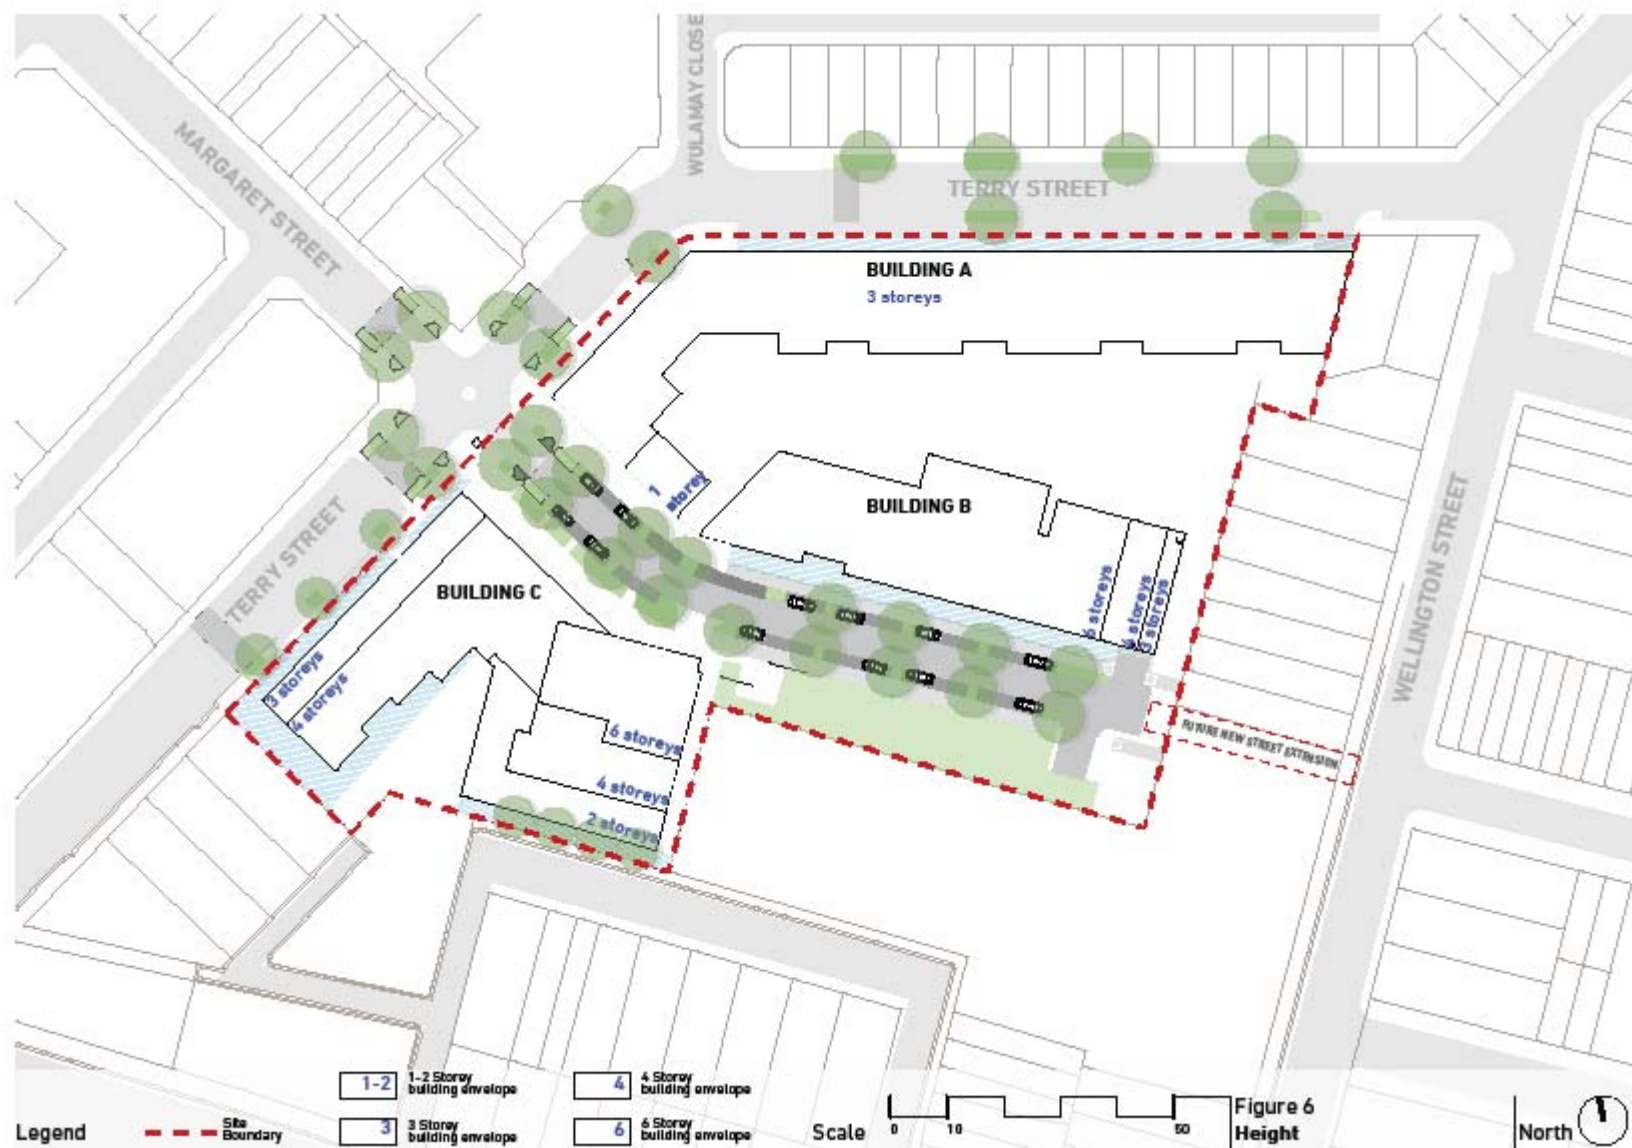 WULAMAY CLOSE
MARGARET STREET
TERRY STREET
BUILDING A
3 storeys
1
storey
BUILDING B
6 storeys
4 storeys
3 storeys
TERRY STREET
BUILDING C
3 storeys
4 storeys
6 storeys
4 storeys
2 storeys
WELLINGTON STREET
FUTURE NEW STREET EXTENSION
Legend
Site
Boundary
1-2
1-2 Storey
building envelope
3
3 Storey
building envelope
4
4 Storey
building envelope
6
6 Storey
building envelope
Scale
0 10 50
Figure 6
Height
North